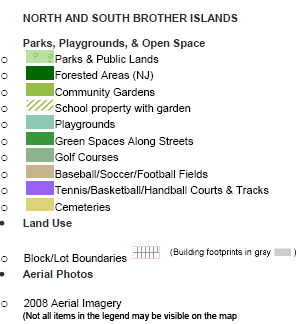 NORTH AND SOUTH BROTHER ISLANDS
Parks, Playgrounds, & Open Space
Parks & Public Lands
Forested Areas (NJ)
Community Gardens
School property with garden
Playgrounds
Green Spaces Along Streets
Golf Courses
Baseball/Soccer/Football Fields
Tennis/Basketball/Handball Courts & Tracks
Cemeteries
Land Use
Block/Lot Boundaries (Building footprints in gray )
Aerial Photos
2008 Aerial Imagery
(Not all items in the legend may be visible on the map